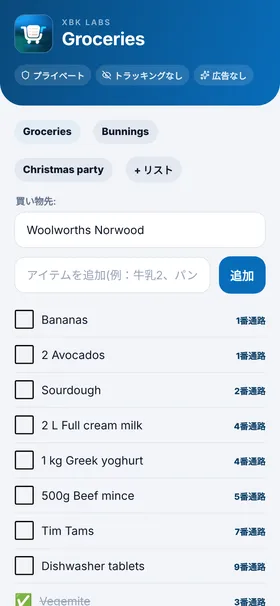 XBK LABS
Groceries
プライベート
トラッキングなし
広告なし
Groceries
Bunnings
Christmas party
+ リスト
買い物先:
Woolworths Norwood
アイテムを追加(例：牛乳2、パン
追加
Bananas 1番通路
2 Avocados 1番通路
Sourdough 2番通路
2 L Full cream milk 4番通路
1 kg Greek yoghurt 4番通路
500g Beef mince 5番通路
Tim Tams 7番通路
Dishwasher tablets 9番通路
Vegemite 3番通路